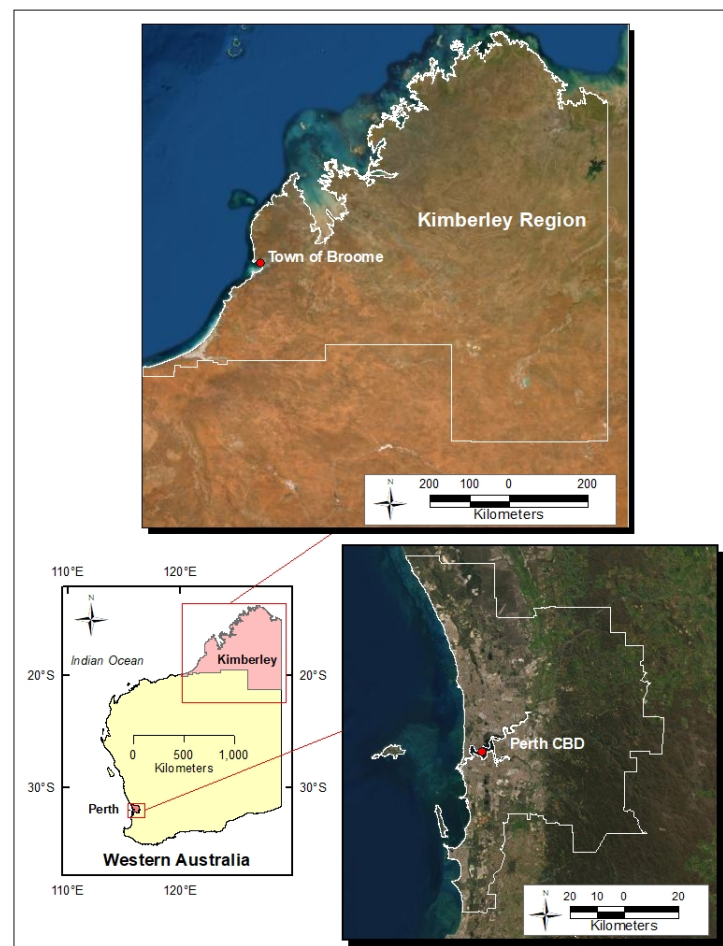 Kimberley Region
Town of Broome
N
200 100 0 200
Kilometers
110°E 120°E
N
Indian Ocean
Kimberley
20°S 20°S
0 500 1,000
Kilometers
30°S 30°S
Perth
Western Australia
110°E 120°E
Perth CBD
N
20 10 0 20
Kilometers